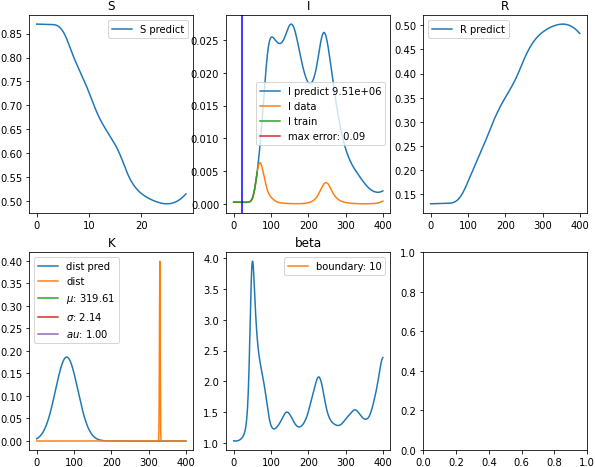 S
S predict
0.85
0.80
0.75
0.70
0.65
0.60
0.55
0.50
0 10 20
I
0.025
0.020
0.015
0.010
0.005
0.000
I predict 9.51e+06
I data
I train
max error: 0.09
0 100 200 300 400
R
R predict
0.50
0.45
0.40
0.35
0.30
0.25
0.20
0.15
0 100 200 300 400
K
0.40
0.35
0.30
0.25
0.20
0.15
0.10
0.05
0.00
dist pred
dist
μ: 319.61
σ: 2.14
au: 1.00
0 100 200 300 400
beta
boundary: 10
4.0
3.5
3.0
2.5
2.0
1.5
1.0
0 100 200 300 400
1.0
0.8
0.6
0.4
0.2
0.0
0.0 0.2 0.4 0.6 0.8 1.0